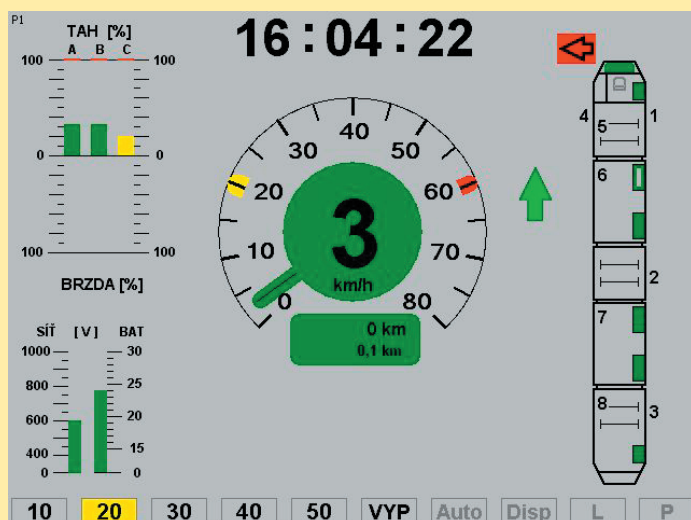 P1
TAH [%]
A B C
100 100
0 0
100 100
BRZDA [%]
16:04:22
0 10 20 30 40 50 60 70 80
3
km/h
0 km
0,1 km
SÍŤ [V] BAT
1000 30
800 25
600 20
400 15
0 0
4 5 1
6
2
7
8 3
10 20 30 40 50 VYP Auto Disp L P